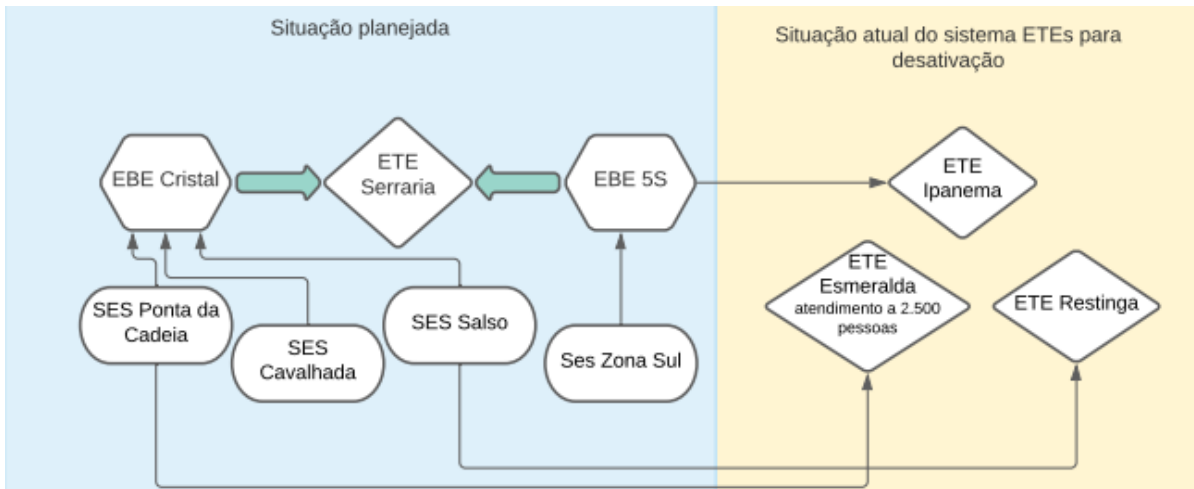 Situação planejada
Situação atual do sistema ETEs para
desativação
EBE Cristal
ETE
Serraria
EBE 5S
ETE
Ipanema
SES Ponta da
Cadeia
SES
Cavalhada
SES Salso
Ses Zona Sul
ETE
Esmeralda
atendimento a 2.500
pessoas
ETE Restinga